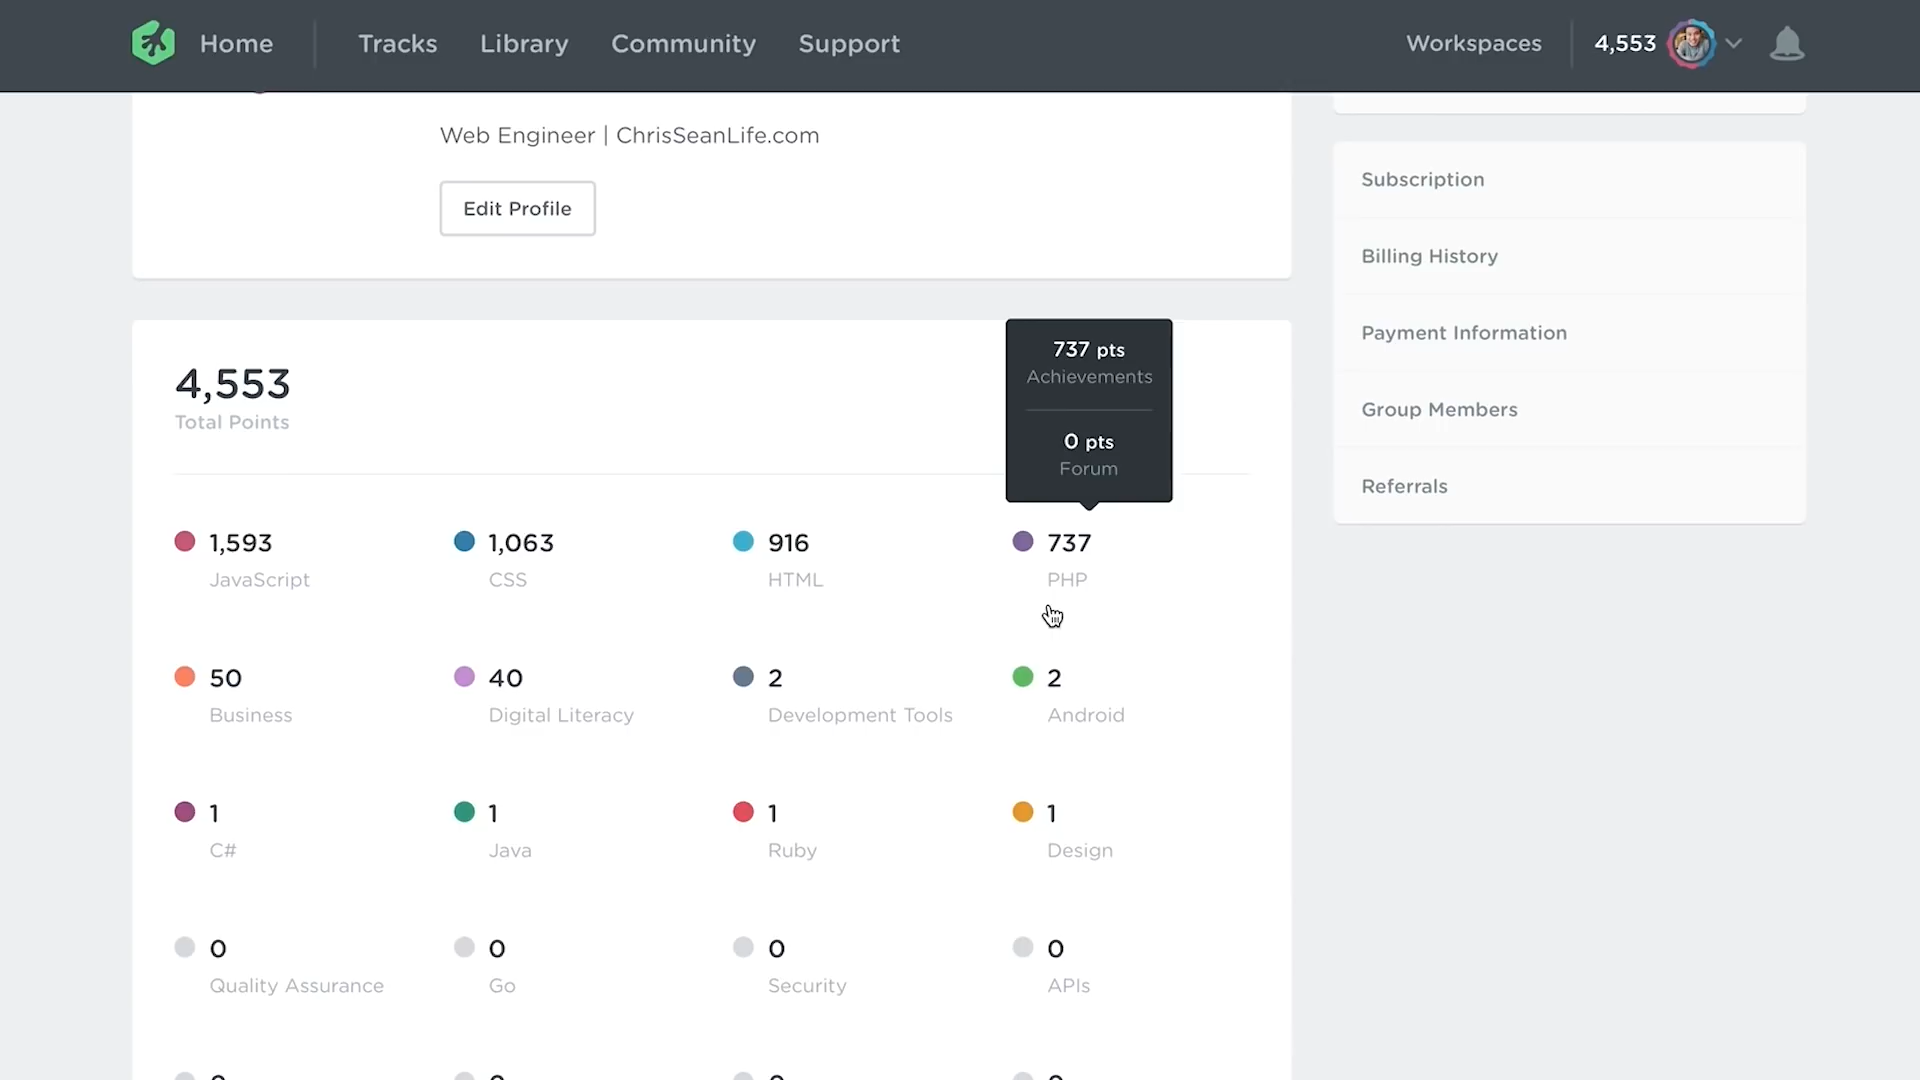 Home
Tracks
Library
Community
Support
Workspaces
4,553
Web Engineer | ChrisSeanLife.com
Edit Profile
Subscription
Billing History
Payment Information
Group Members
Referrals
4,553
Total Points
737 pts
Achievements
0 pts
Forum
1,593
JavaScript
1,063
CSS
916
HTML
737
PHP
50
Business
40
Digital Literacy
2
Development Tools
2
Android
1
C#
1
Java
1
Ruby
1
Design
0
Quality Assurance
0
Go
0
Security
0
APIs